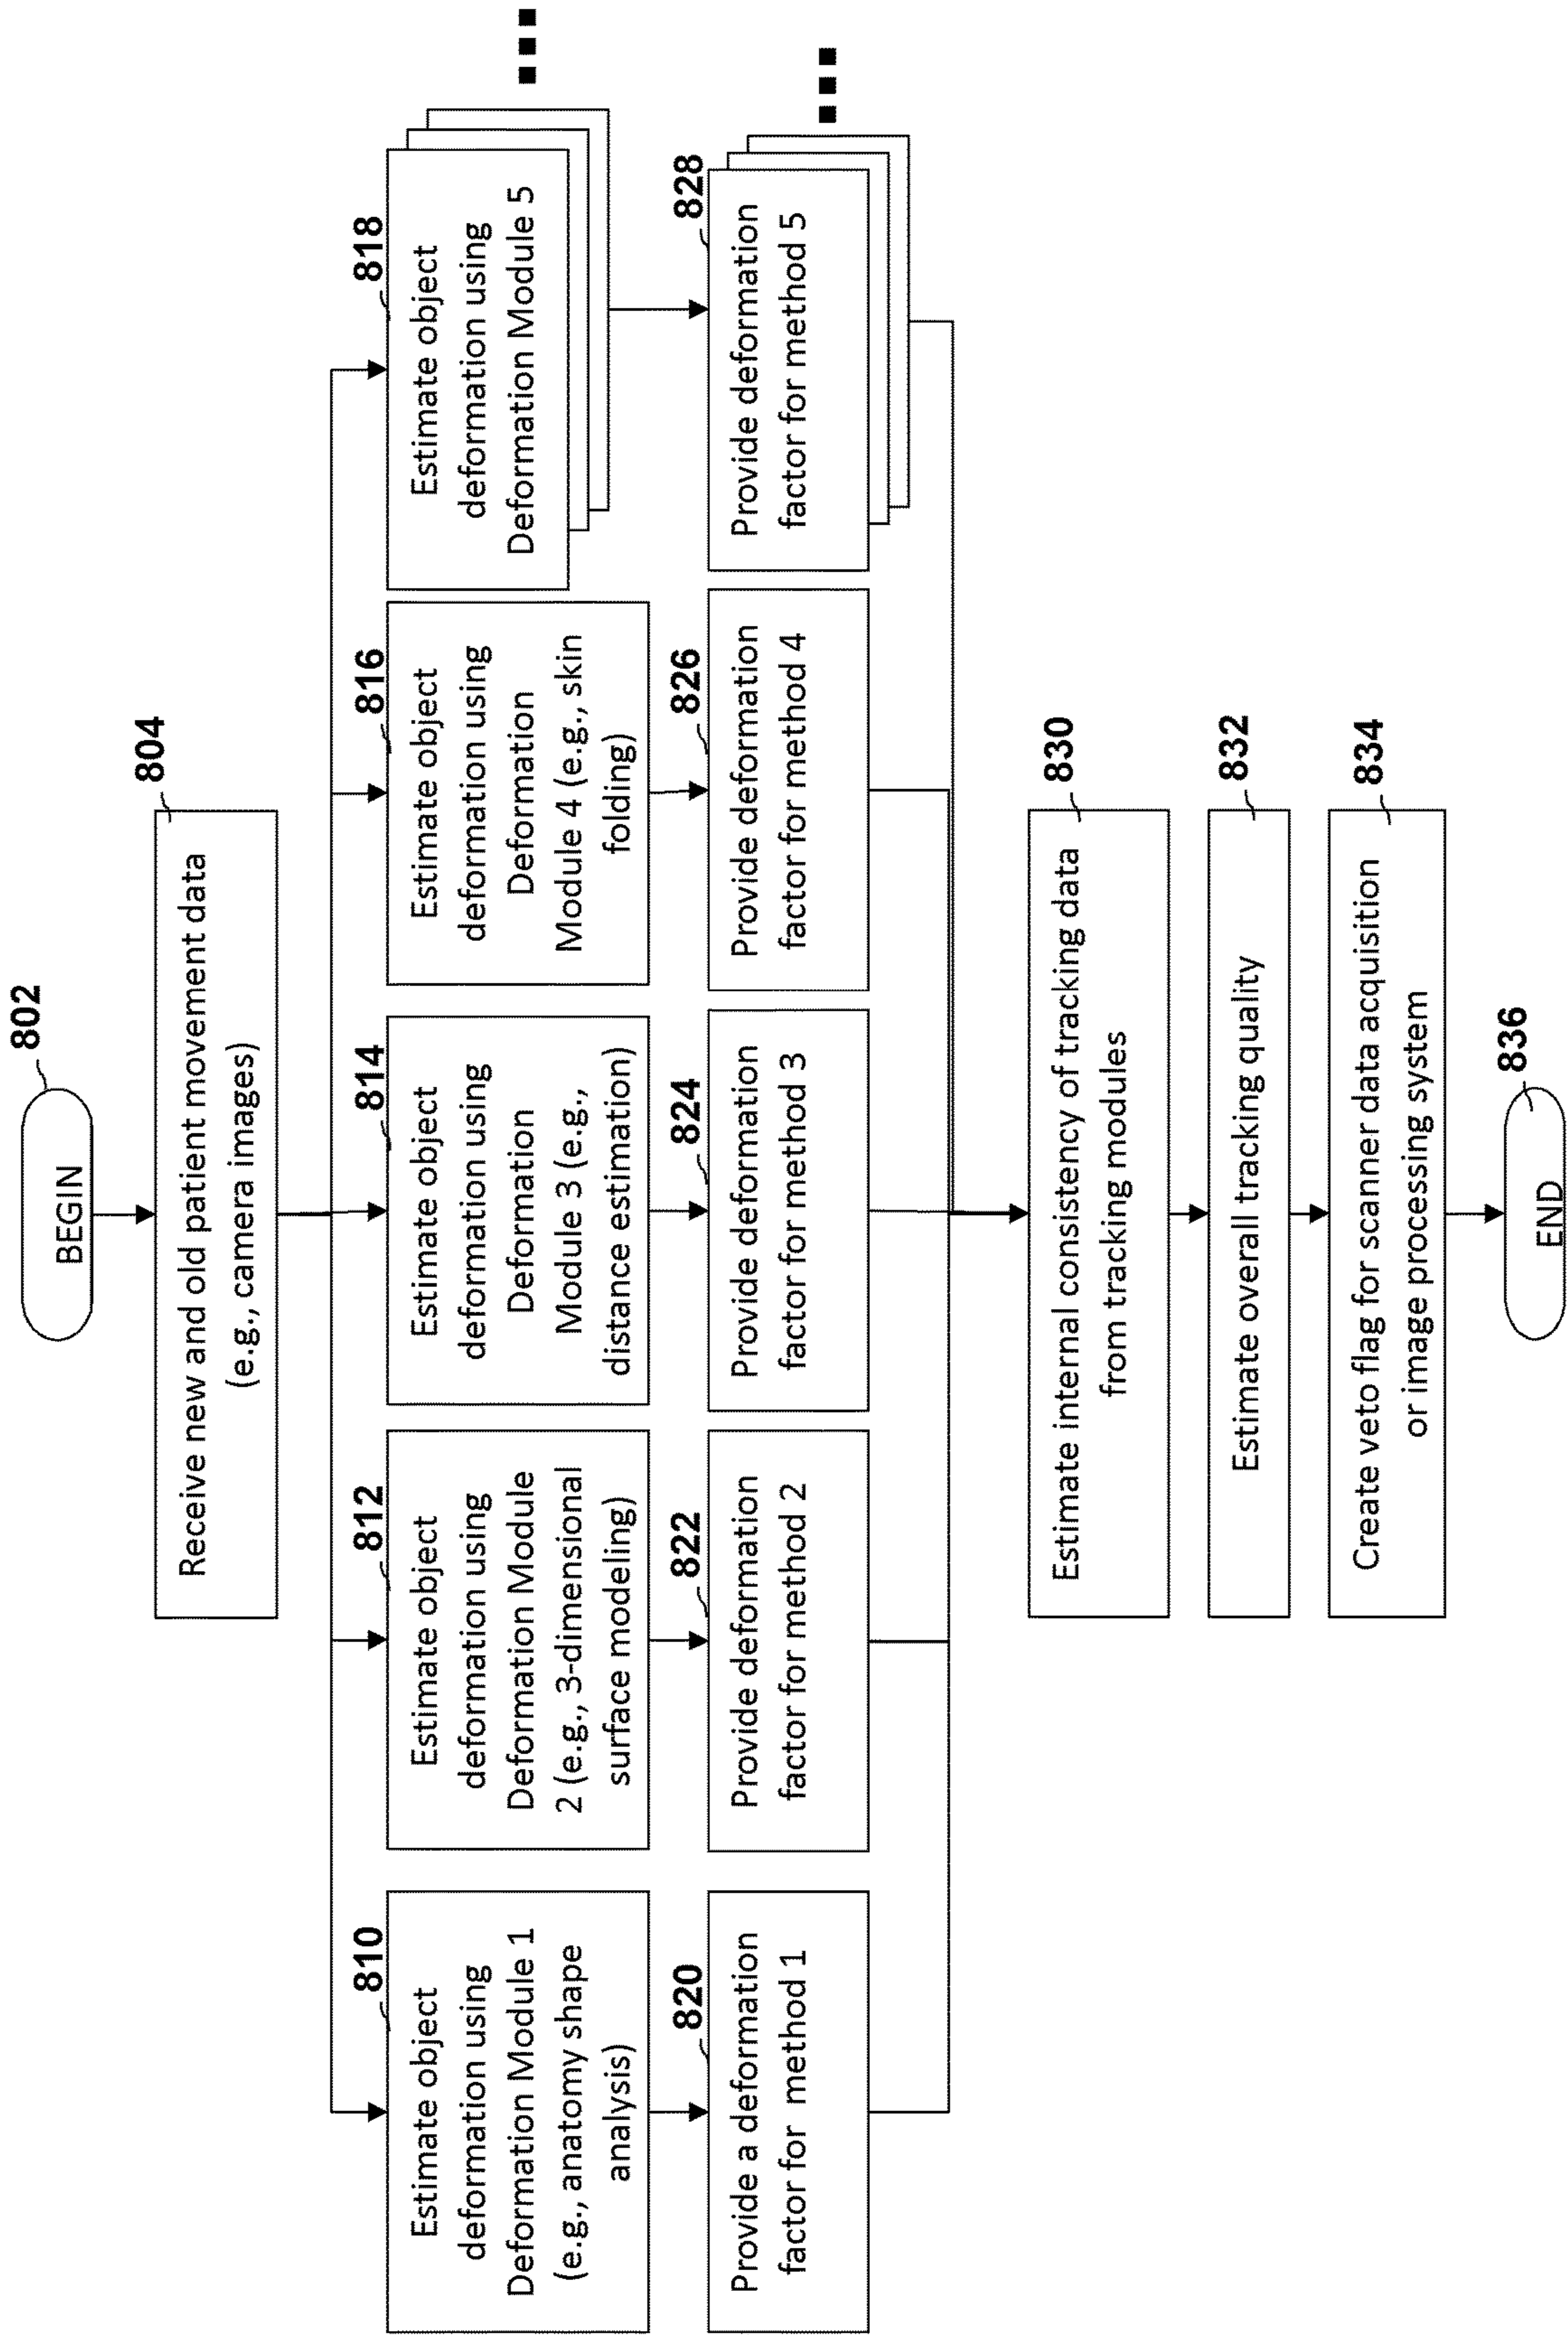 802
BEGIN
804
Receive new and old patient movement data
(e.g., camera images)
810
Estimate object
deformation using
Deformation Module 1
(e.g., anatomy shape
analysis)
812
Estimate object
deformation using
Deformation Module
2 (e.g., 3-dimensional
surface modeling)
814
Estimate object
deformation using
Deformation
Module 3 (e.g.,
distance estimation)
816
Estimate object
deformation using
Deformation
Module 4 (e.g., skin
folding)
818
Estimate object
deformation using
Deformation Module 5
820
Provide a deformation
factor for method 1
822
Provide deformation
factor for method 2
824
Provide deformation
factor for method 3
826
Provide deformation
factor for method 4
828
Provide deformation
factor for method 5
830
Estimate internal consistency of tracking data
from tracking modules
832
Estimate overall tracking quality
834
Create veto flag for scanner data acquisition
or image processing system
836
END